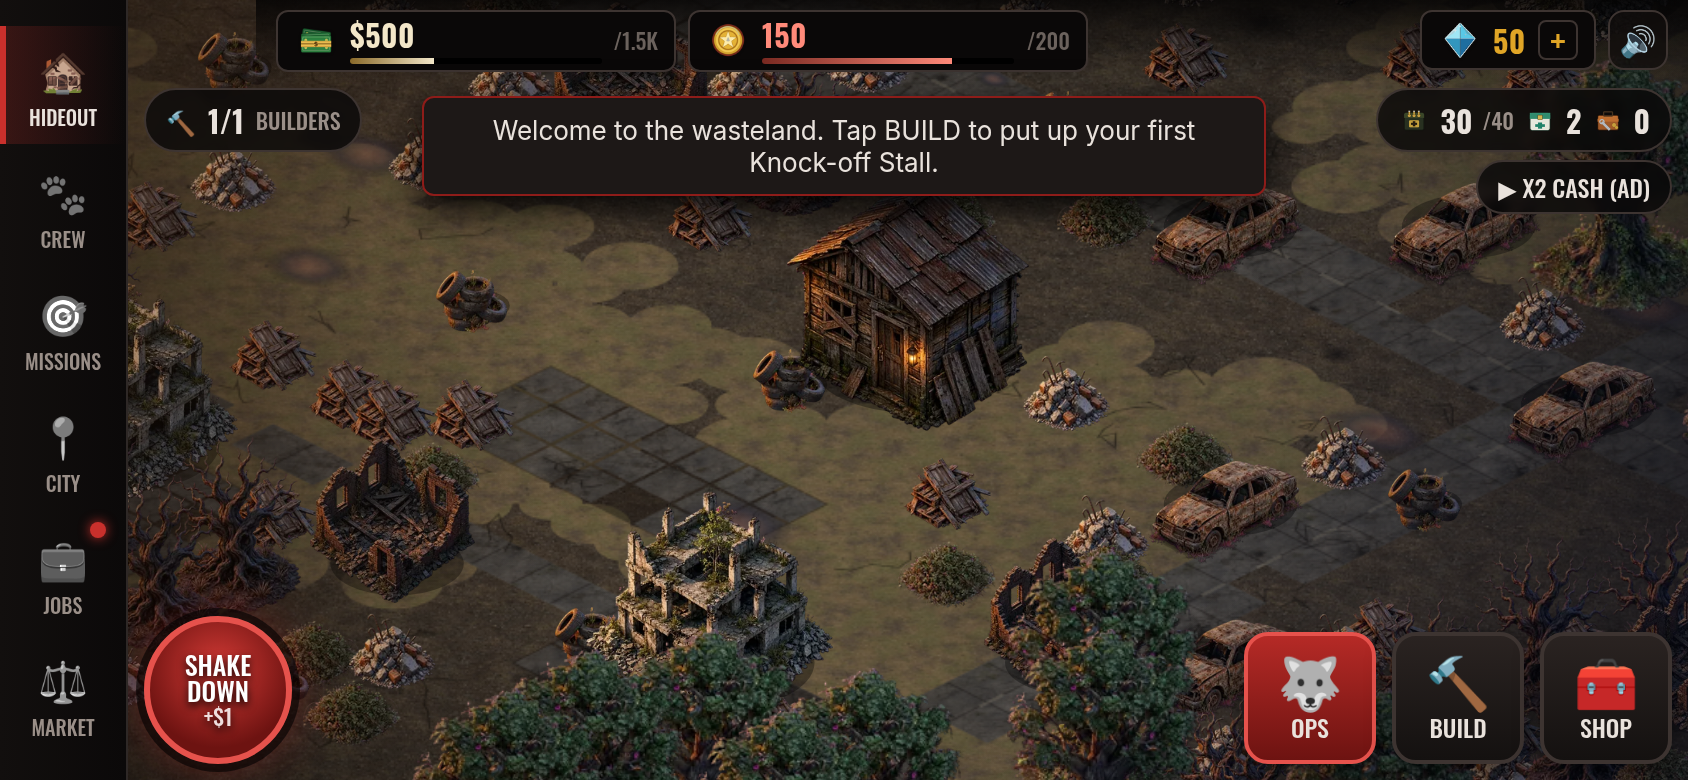 $500 /1.5K
150 /200
50 +
HIDEOUT
1/1 BUILDERS
Welcome to the wasteland. Tap BUILD to put up your first
Knock-off Stall.
30 /40 2 0
▶ X2 CASH (AD)
CREW
MISSIONS
CITY
JOBS
MARKET
SHAKE
DOWN
+$1
OPS
BUILD
SHOP